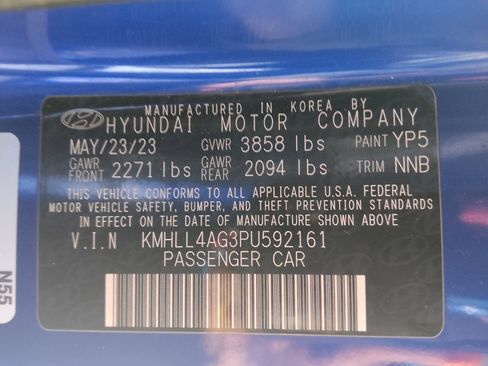 MANUFACTURED IN KOREA BY
HYUNDAI MOTOR COMPANY
MAY/23/23 GVWR 3858 lbs PAINT YP5
GAWR FRONT 2271 lbs GAWR REAR 2094 lbs TRIM NNB
THIS VEHICLE CONFORMS TO ALL APPLICABLE U.S.A. FEDERAL
MOTOR VEHICLE SAFETY, BUMPER, AND THEFT PREVENTION
STANDARDS IN EFFECT ON THE DATE OF MANUFACTURE SHOWN ABOVE.
V.I.N KMHLL4AG3PU592161
PASSENGER CAR
N55